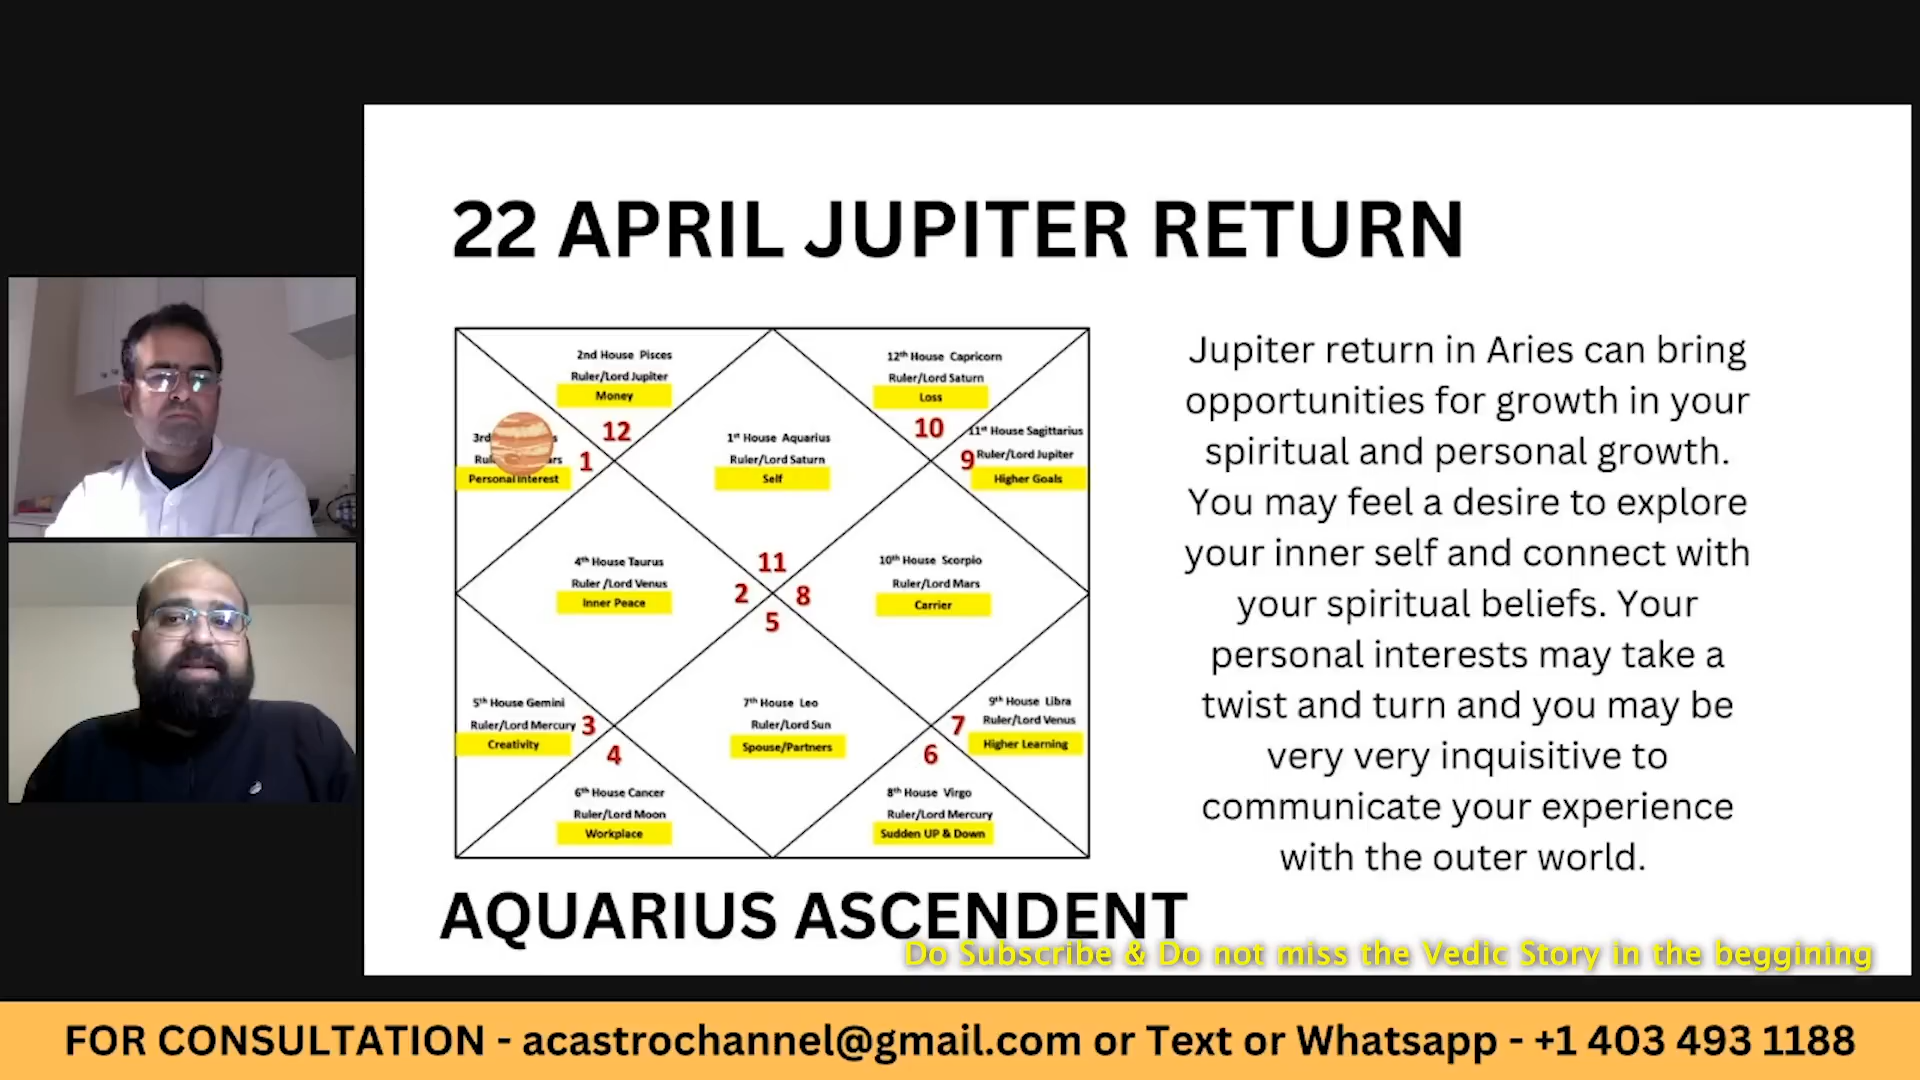 22 APRIL JUPITER RETURN
2nd House Pisces
Ruler/Lord Jupiter
Money
12
12th House Capricorn
Ruler/Lord Saturn
Loss
10
3rd
1
Personal Interest
1st House Aquarius
Ruler/Lord Saturn
Self
11st House Sagittarius
9 Ruler/Lord Jupiter
Higher Goals
4th House Taurus
Ruler /Lord Venus
Inner Peace
11
2 8
5
10th House Scorpio
Ruler/Lord Mars
Carrier
5th House Gemini
Ruler/Lord Mercury 3
Creativity
4
6th House Cancer
Ruler/Lord Moon
Workplace
7th House Leo
Ruler/Lord Sun
Spouse/Partners
9th House Libra
7 Ruler/Lord Venus
Higher Learning
6
8th House Virgo
Ruler/Lord Mercury
Sudden UP & Down
Jupiter return in Aries can bring
opportunities for growth in your
spiritual and personal growth.
You may feel a desire to explore
your inner self and connect with
your spiritual beliefs. Your
personal interests may take a
twist and turn and you may be
very very inquisitive to
communicate your experience
with the outer world.
AQUARIUS ASCENDENT
Do Subscribe & Do not miss the Vedic Story in the beggining
FOR CONSULTATION - acastrochannel@gmail.com or Text or Whatsapp - +1 403 493 1188